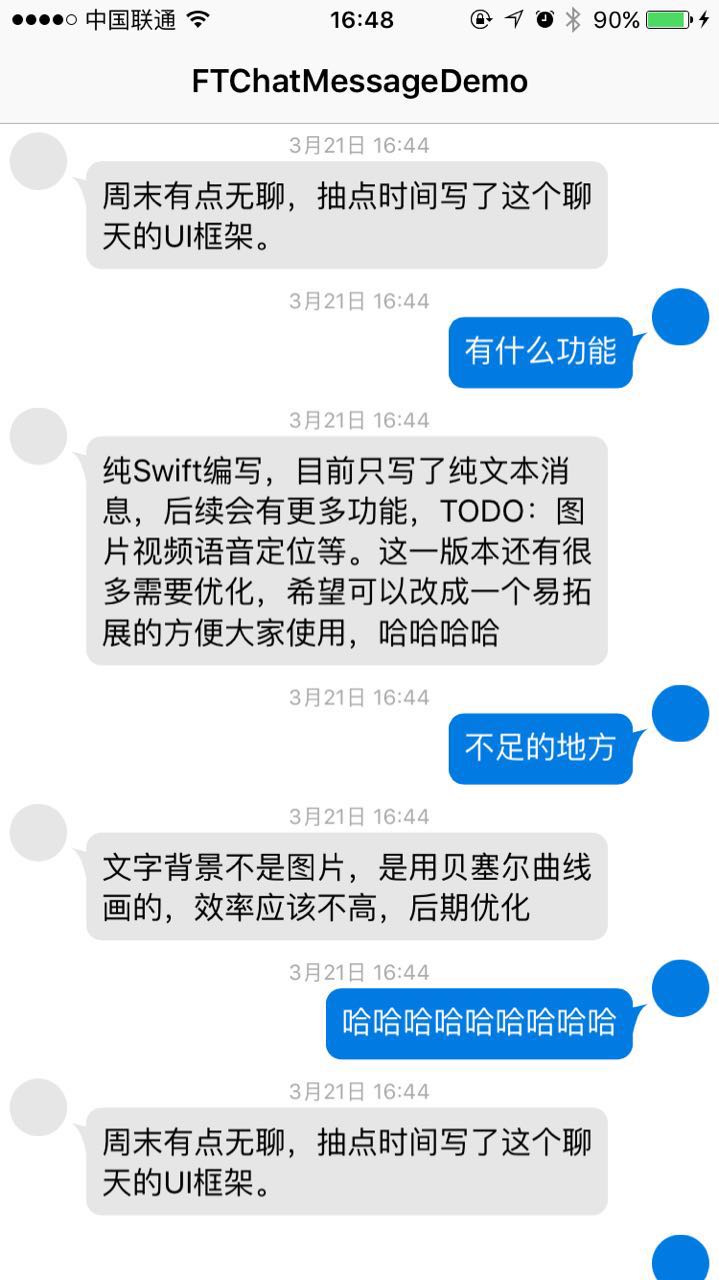 中国联通 16:48 90%
FTChatMessageDemo
3月21日 16:44
周末有点无聊，抽点时间写了这个聊
天的UI框架。
3月21日 16:44
有什么功能
3月21日 16:44
纯Swift编写，目前只写了纯文本消
息，后续会有更多功能，TODO：图
片视频语音定位等。这一版本还有很
多需要优化，希望可以改成一个易拓
展的方便大家使用，哈哈哈哈
3月21日 16:44
不足的地方
3月21日 16:44
文字背景不是图片，是用贝塞尔曲线
画的，效率应该不高，后期优化
3月21日 16:44
哈哈哈哈哈哈哈哈哈
3月21日 16:44
周末有点无聊，抽点时间写了这个聊
天的UI框架。